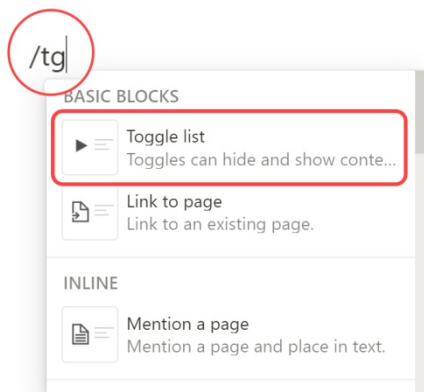 /tg
BASIC BLOCKS
Toggle list
Toggles can hide and show conte...
Link to page
Link to an existing page.
INLINE
Mention a page
Mention a page and place in text.